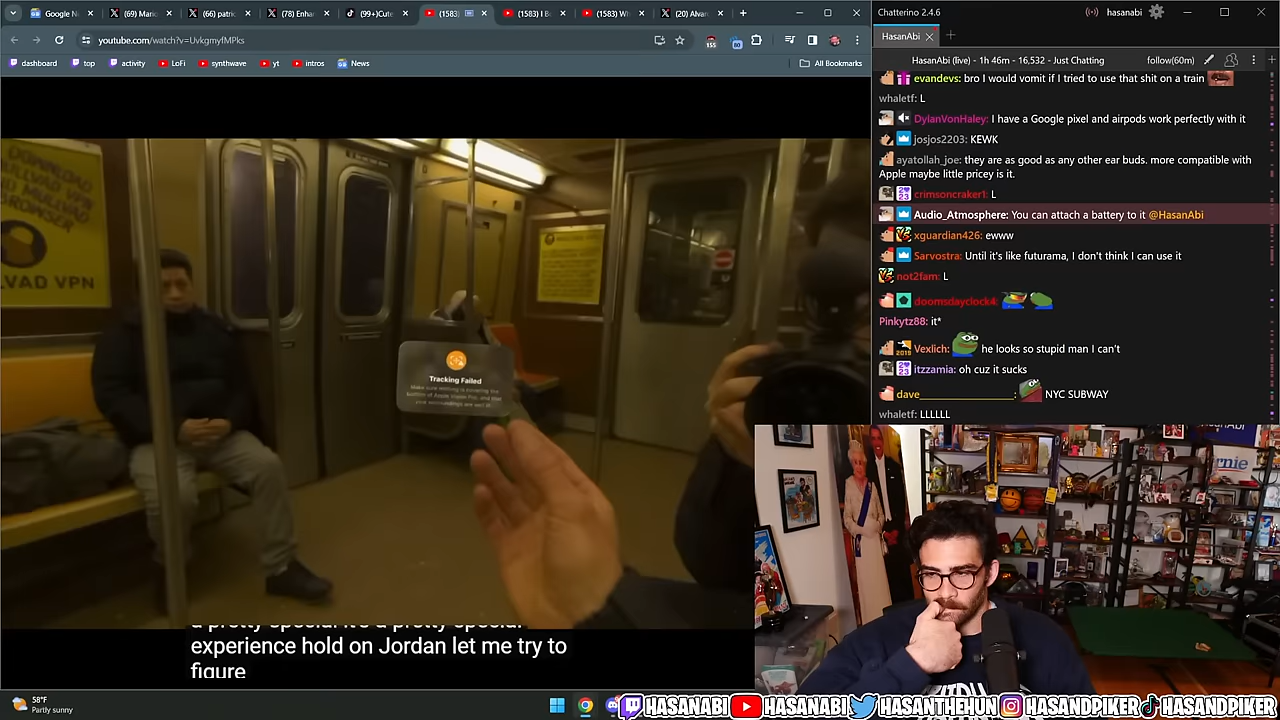 Google N
(69) Mari
(66) patri
(78) Enha
(99+)Cute
(1583)
(1583) I B
(1583) W
(20) Alva
youtube.com/watch?v=UvkgmyfMPks
155
80
dashboard
top
activity
LoFi
synthwave
yt
intros
News
All Bookmarks
LVAD VPN
Tracking Failed
experience hold on Jordan let me try to
figure
58°F
Partly sunny
Chatterino 2.4.6
hasanabi
HasanAbi
HasanAbi (live) - 1h 46m - 16,532 - Just Chatting
follow(60m)
evandevs: bro I would vomit if I tried to use that shit on a train
whaletf: L
DylanVonHaley: I have a Google pixel and airpods work perfectly with it
josjos2203: KEWK
ayatollah_joe: they are as good as any other ear buds. more compatible with
Apple maybe little pricey is it.
crimsoncraker1: L
Audio_Atmosphere: You can attach a battery to it @HasanAbi
xguardian426: ewww
Sarvostra: Until it's like futurama, I don't think I can use it
not2fam: L
doomsdayclock4:
Pinkytz88: it*
Vexlich: he looks so stupid man I can't
itzzamia: oh cuz it sucks
dave____________________: NYC SUBWAY
whaletf: LLLLLL
ernie
HASANABI
HASANABI
HASANTHEHUN
HASANDPIKER
HASANDPIKER